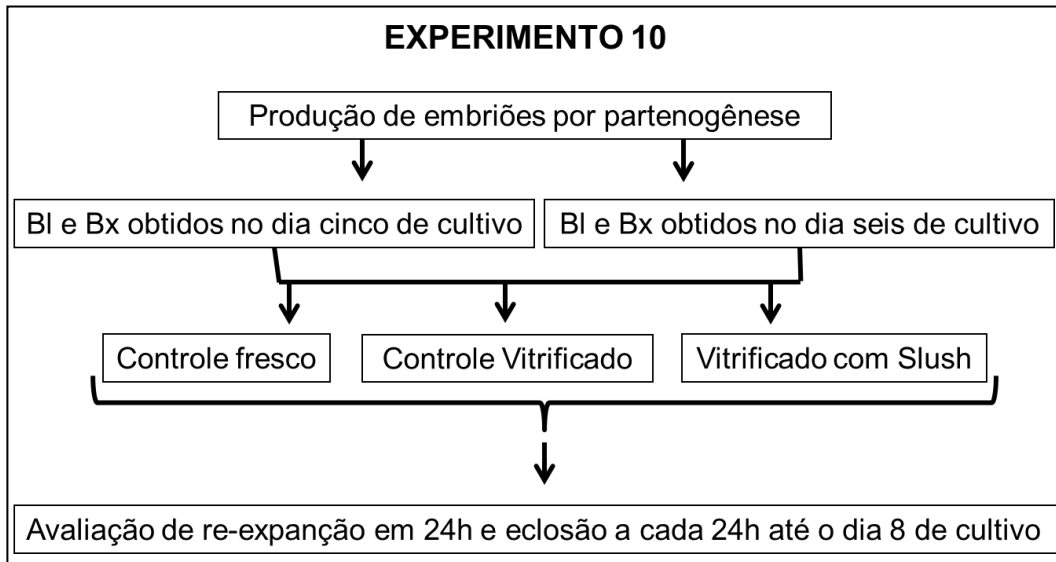 EXPERIMENTO 10
Produção de embriões por partenogênese
Bl e Bx obtidos no dia cinco de cultivo
Bl e Bx obtidos no dia seis de cultivo
Controle fresco
Controle Vitrificado
Vitrificado com Slush
Avaliação de re-expanção em 24h e eclosão a cada 24h até o dia 8 de cultivo